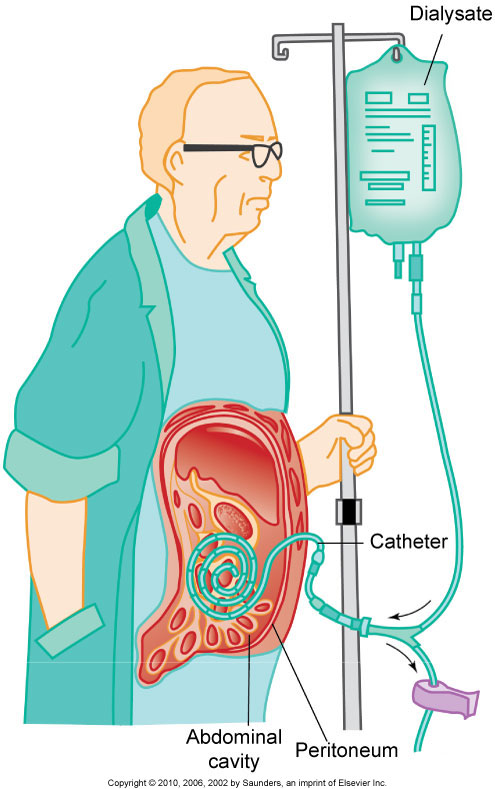 Dialysate
Catheter
Abdominal
cavity
Peritoneum
Copyright © 2010, 2006, 2002 by Saunders, an imprint of Elsevier Inc.